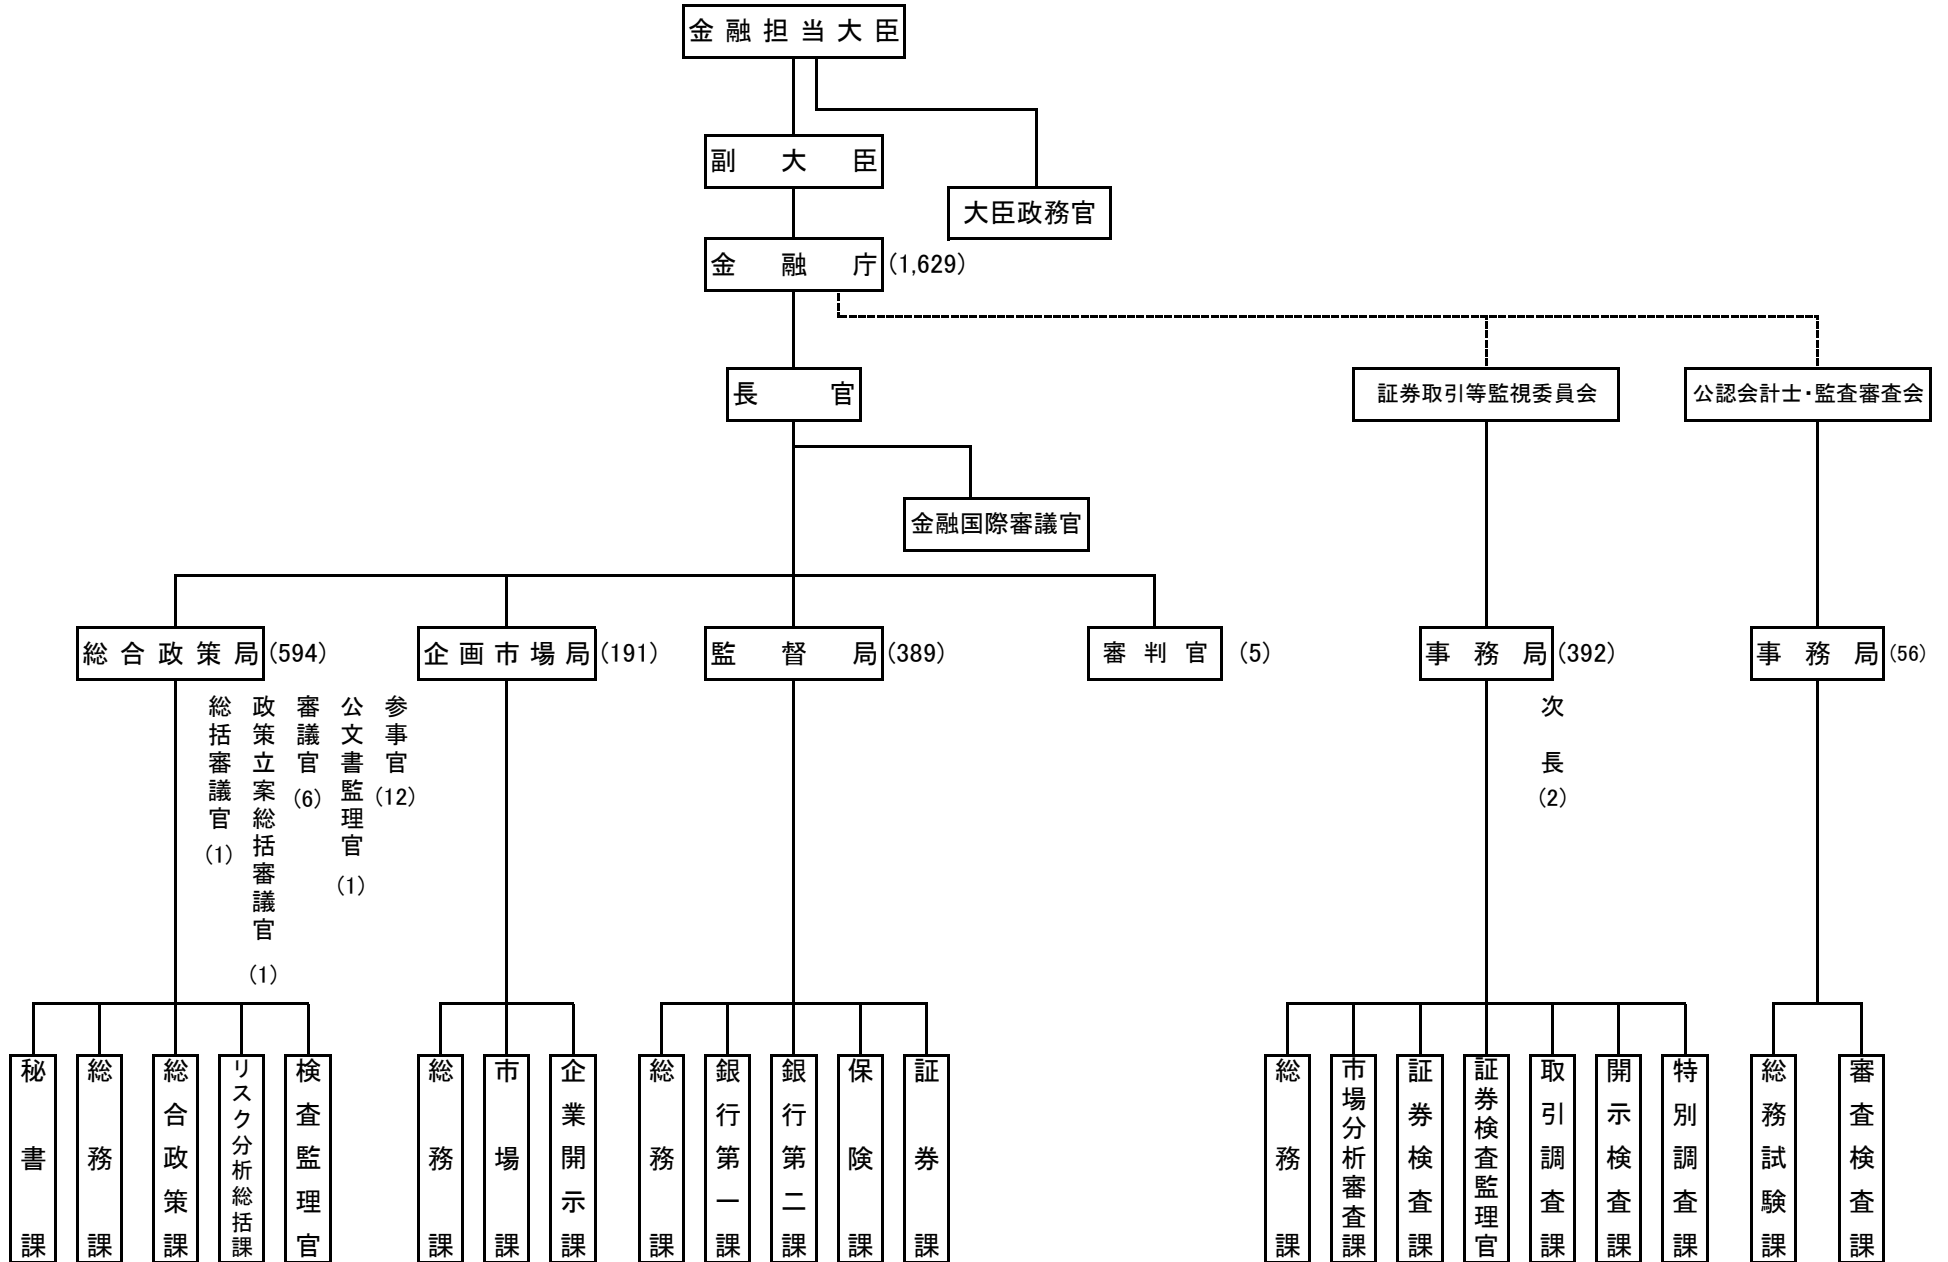 金融担当大臣
副大臣
大臣政務官
金融庁(1,629)
長官
証券取引等監視委員会
公認会計士・監査審査会
金融国際審議官
総合政策局(594)
企画市場局(191)
監督局(389)
審判官(5)
事務局(392)
事務局(56)
総括審議官(1)
政策立案総括審議官(1)
審議官(6)
公文書監理官(1)
参事官(12)
次長(2)
秘書課
総務課
総合政策課
リスク分析総括課
検査監理官
総務課
市場課
企業開示課
総務課
銀行第一課
銀行第二課
保険課
証券課
総務課
市場分析審査課
証券検査課
証券検査監理官
取引調査課
開示検査課
特別調査課
総務試験課
審査検査課